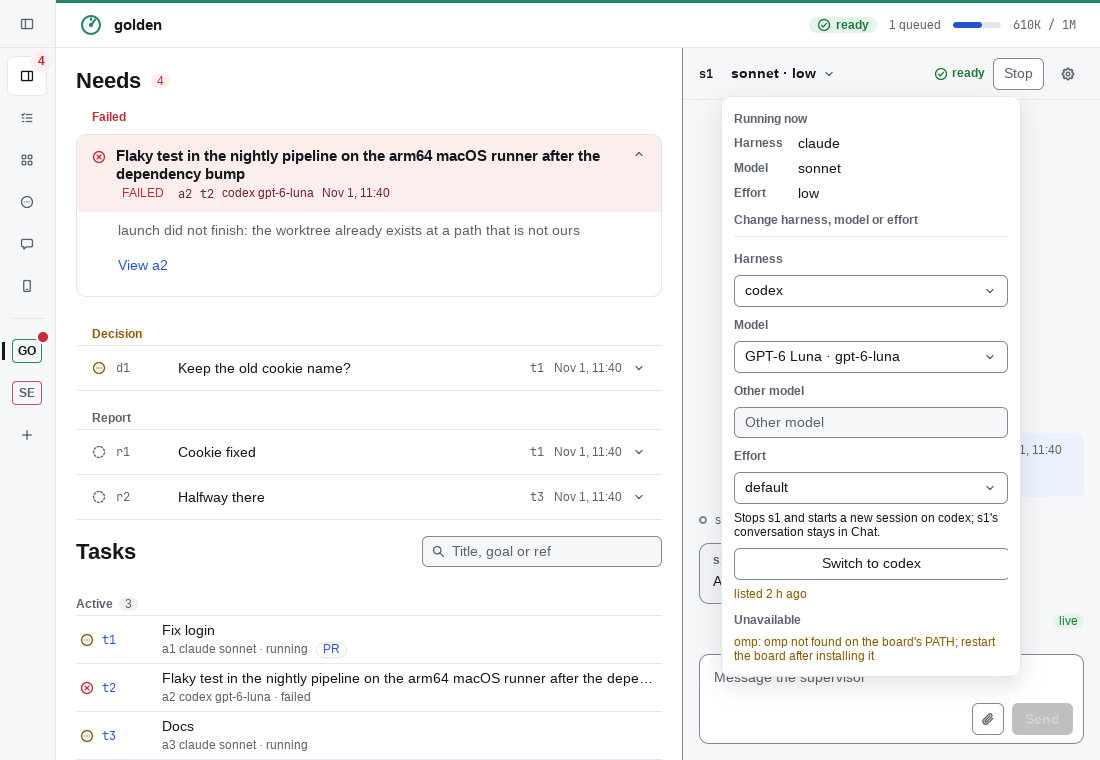 golden
ready
1 queued
610K / 1M
4
GO
SE
Needs 4
Failed
Flaky test in the nightly pipeline on the arm64 macOS runner after the
dependency bump
FAILED a2 t2 codex gpt-6-luna Nov 1, 11:40
launch did not finish: the worktree already exists at a path that is not ours
View a2
Decision
d1 Keep the old cookie name? t1 Nov 1, 11:40
Report
r1 Cookie fixed t1 Nov 1, 11:40
r2 Halfway there t3 Nov 1, 11:40
Tasks
Title, goal or ref
Active 3
t1 Fix login
a1 claude sonnet · running PR
t2 Flaky test in the nightly pipeline on the arm64 macOS runner after the depe…
a2 codex gpt-6-luna · failed
t3 Docs
a3 claude sonnet · running
s1 sonnet · low
ready
Stop
Running now
Harness claude
Model sonnet
Effort low
Change harness, model or effort
Harness
codex
Model
GPT-6 Luna · gpt-6-luna
Other model
Other model
Effort
default
Stops s1 and starts a new session on codex; s1's
conversation stays in Chat.
Switch to codex
listed 2 h ago
Unavailable
omp: omp not found on the board's PATH; restart
the board after installing it
11:40
live
Message the supervisor
Send